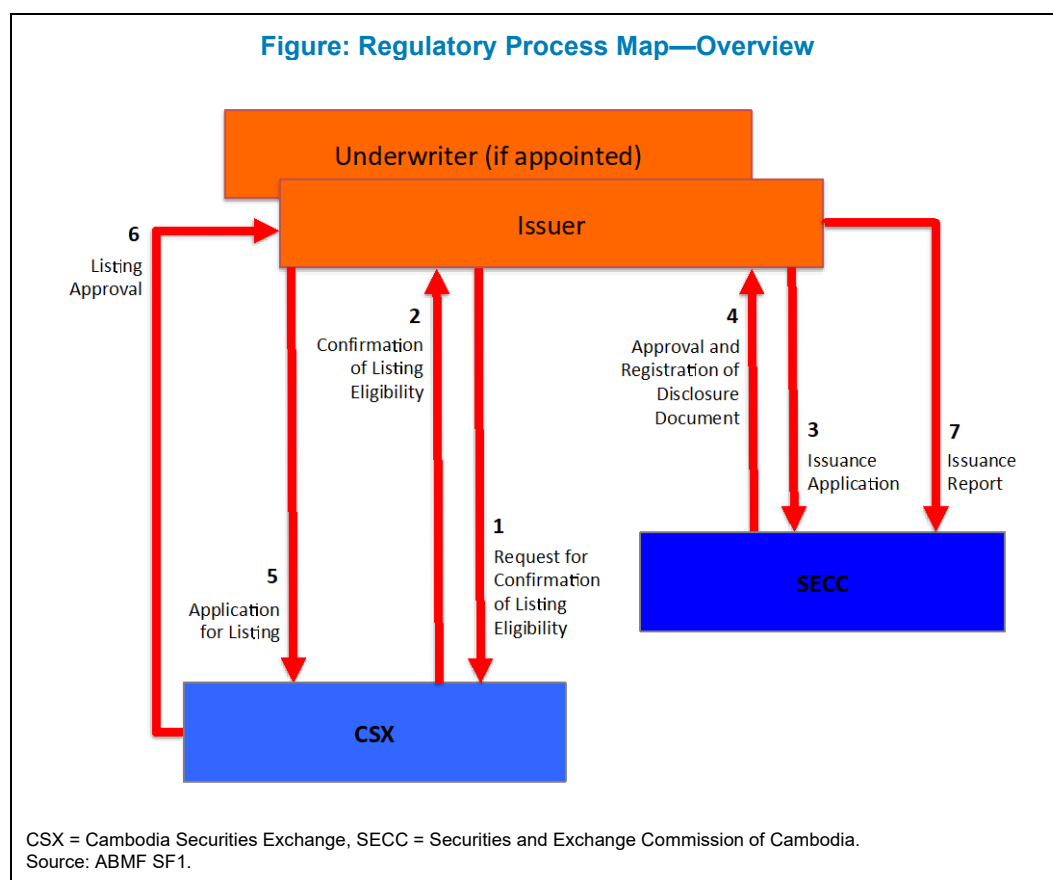 Figure: Regulatory Process Map—Overview
Underwriter (if appointed)
Issuer
6
Listing
Approval
2
Confirmation
of Listing
Eligibility
4
Approval and
Registration of
Disclosure
Document
3
Issuance
Application
7
Issuance
Report
1
Request for
Confirmation
of Listing
Eligibility
5
Application
for Listing
SECC
CSX
CSX = Cambodia Securities Exchange, SECC = Securities and Exchange Commission of Cambodia.
Source: ABMF SF1.